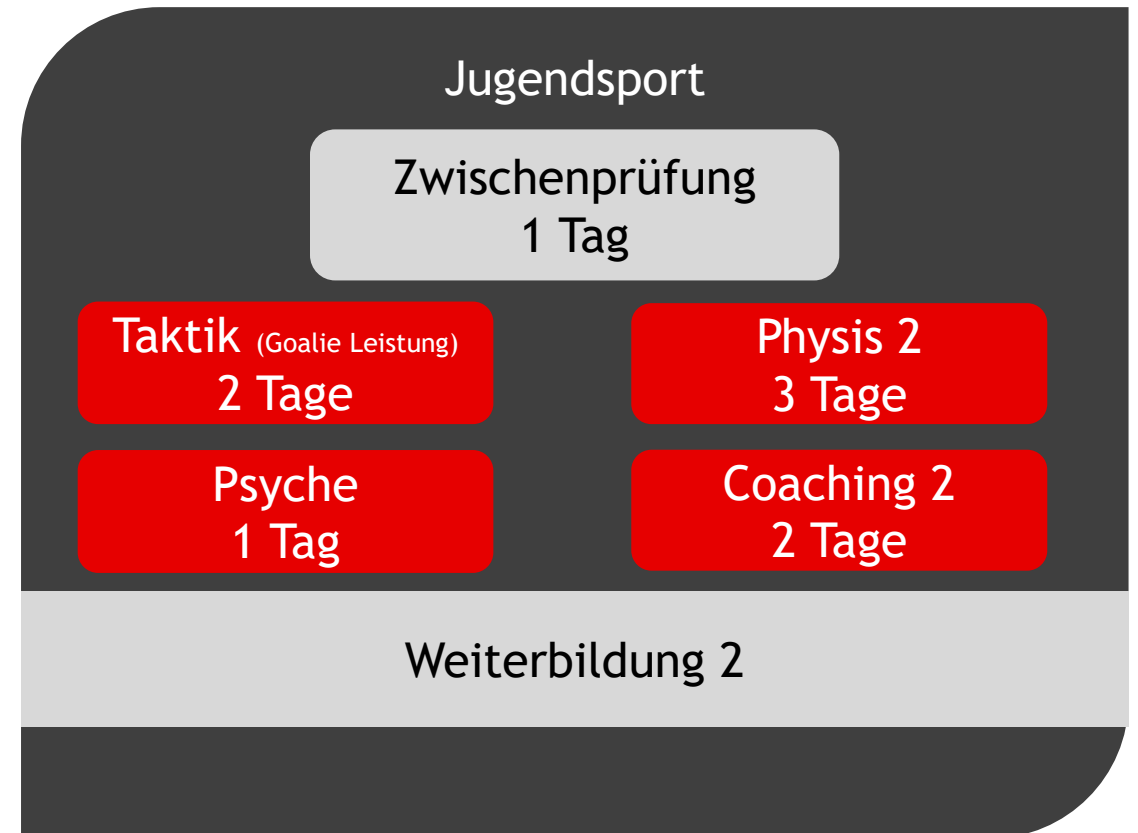 Jugendsport
Zwischenprüfung
1 Tag
Taktik (Goalie Leistung)
2 Tage
Physis 2
3 Tage
Psyche
1 Tag
Coaching 2
2 Tage
Weiterbildung 2